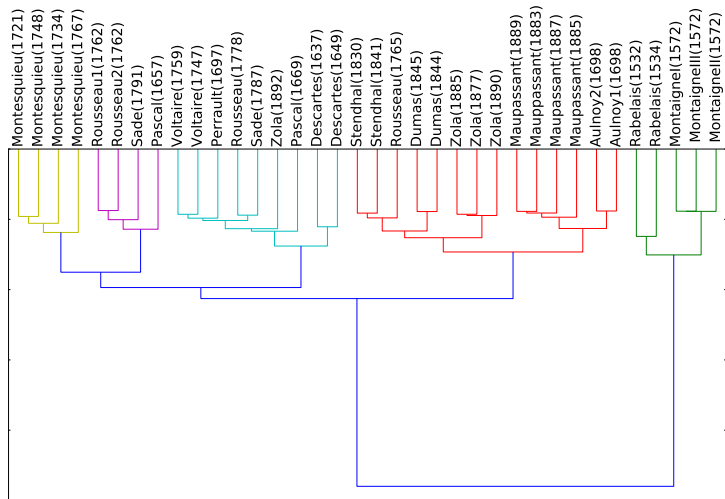 Montesquieu(1721)
Montesquieu(1748)
Montesquieu(1734)
Montesquieu(1767)
Rousseau1(1762)
Rousseau2(1762)
Sade(1791)
Pascal(1657)
Voltaire(1759)
Voltaire(1747)
Perrault(1697)
Rousseau(1778)
Sade(1787)
Zola(1892)
Pascal(1669)
Descartes(1637)
Descartes(1649)
Stendhal(1830)
Stendhal(1841)
Rousseau(1765)
Dumas(1845)
Dumas(1844)
Zola(1885)
Zola(1877)
Zola(1890)
Maupassant(1889)
Mauppassant(1883)
Maupassant(1887)
Maupassant(1885)
Aulnoy2(1698)
Aulnoy1(1698)
Rabelais(1532)
Rabelais(1534)
MontaigneI(1572)
MontaigneIII(1572)
MontaigneII(1572)